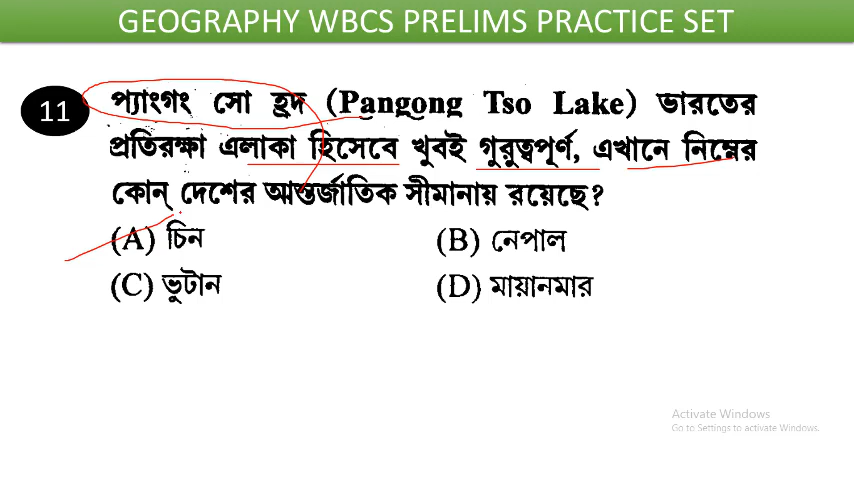 GEOGRAPHY WBCS PRELIMS PRACTICE SET
11 প্যাংগং সো হ্রদ (Pangong Tso Lake) ভারতের
প্রতিরক্ষা এলাকা হিসেবে খুবই গুরুত্বপূর্ণ, এখানে নিম্নের
কোন্ দেশের আন্তর্জাতিক সীমানায় রয়েছে?
(A) চিন (B) নেপাল
(C) ভুটান (D) মায়ানমার
Activate Windows
Go to Settings to activate Windows.